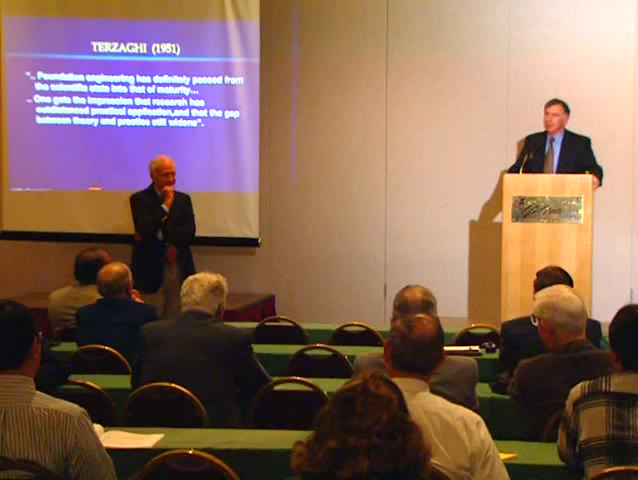 TERZAGHI (1951)
".. Foundation engineering has definitely passed from
the scientific state into that of maturity...
.. One gets the impression that research has
outdistanced practical application,and that the gap
between theory and practice still widens".